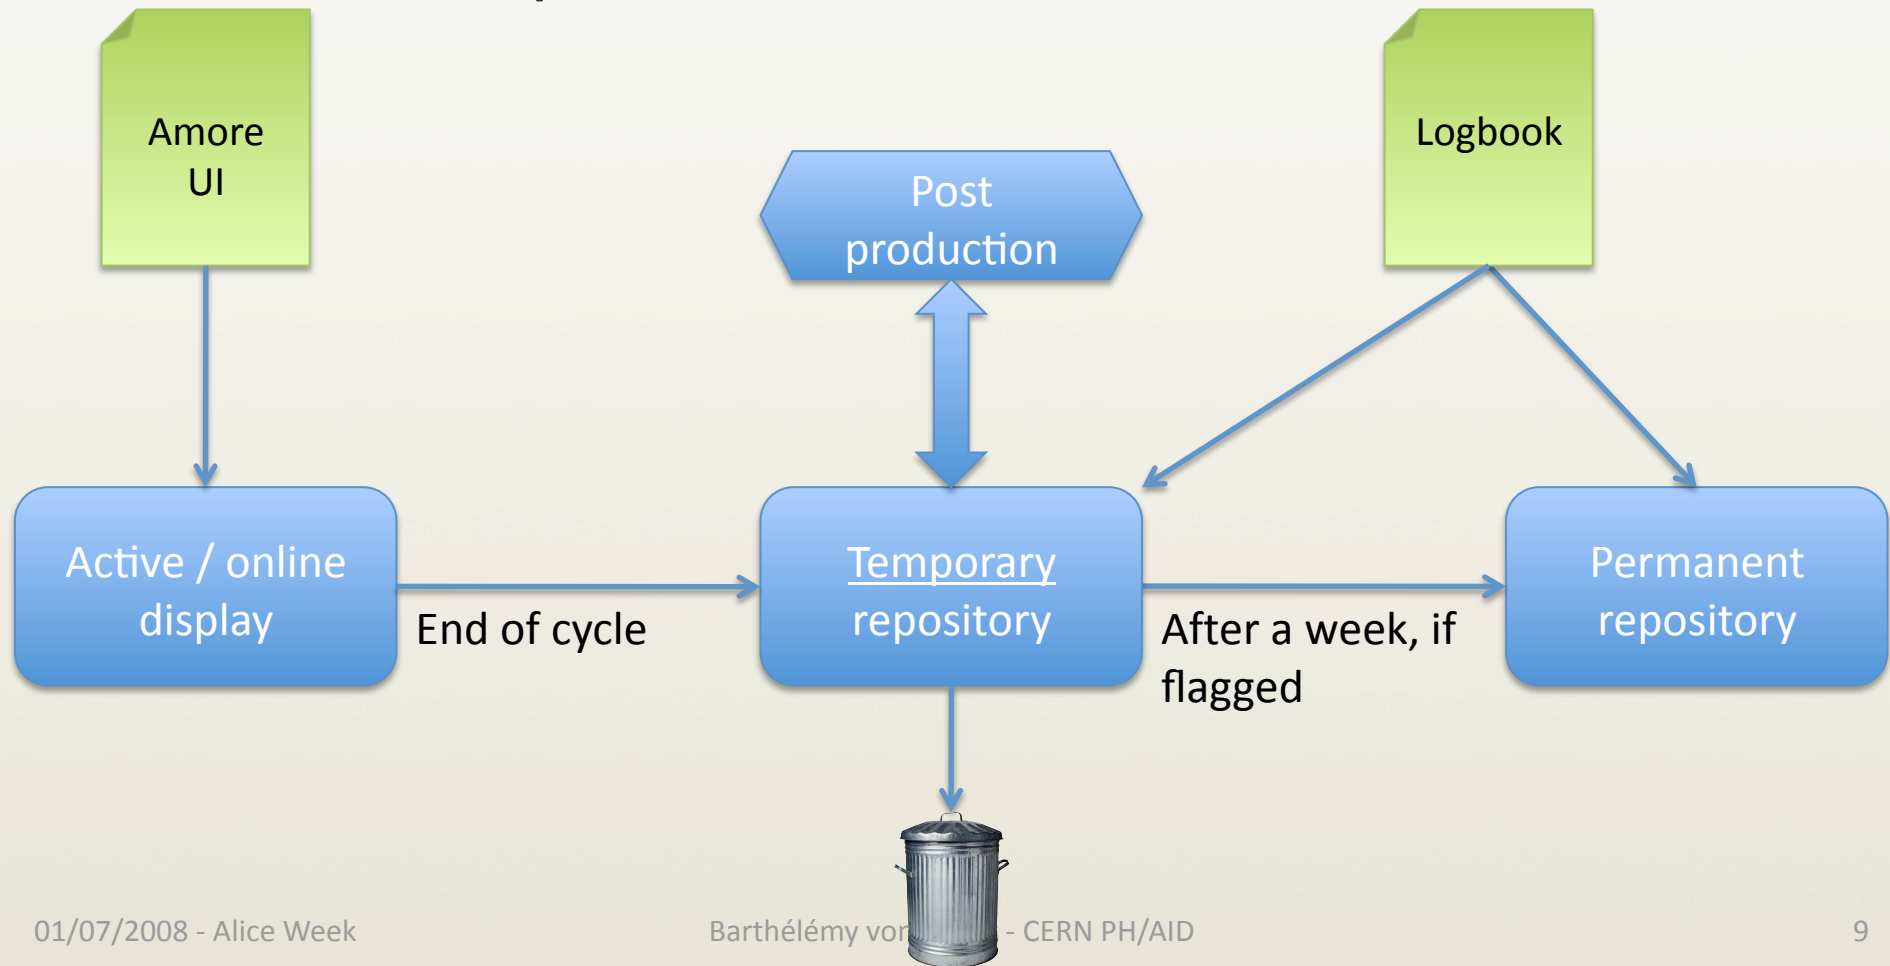 Amore
UI
Logbook
Post
production
Active / online
display
End of cycle
Temporary
repository
After a week, if
flagged
Permanent
repository
01/07/2008 - Alice Week
Barthélémy - CERN PH/AID
9